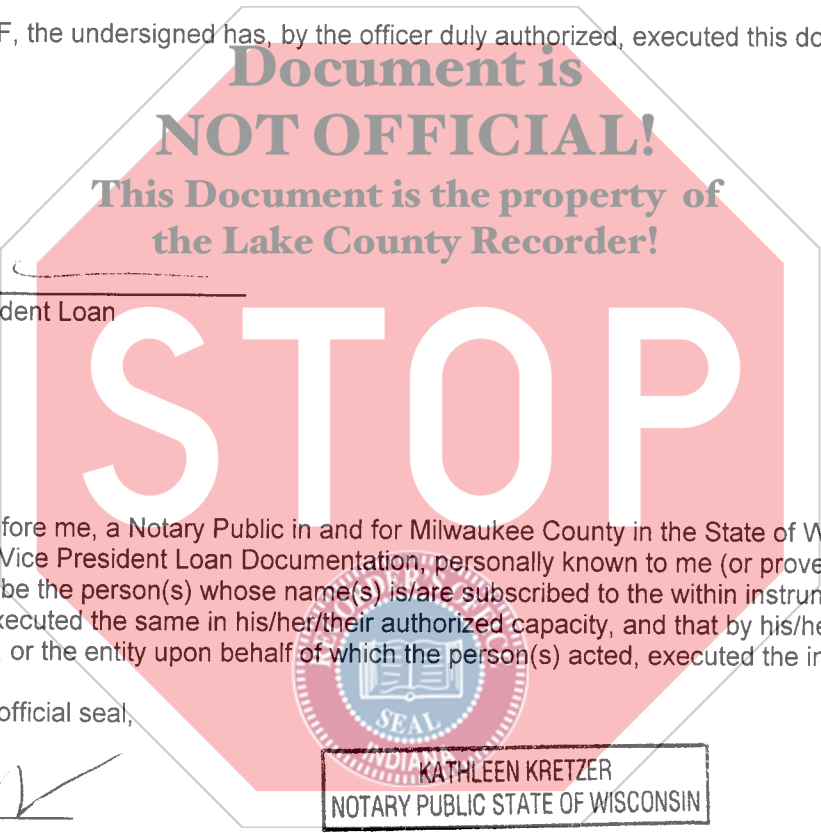 F, the undersigned has, by the officer duly authorized, executed this do
Document is
NOT OFFICIAL!
This Document is the property of
the Lake County Recorder!
dent Loan
STOP
fore me, a Notary Public in and for Milwaukee County in the State of W
Vice President Loan Documentation, personally known to me (or prove
be the person(s) whose name(s) is/are subscribed to the within instrun
xecuted the same in his/her/their authorized capacity, and that by his/he
, or the entity upon behalf of which the person(s) acted, executed the in
SEAL
INDIANA
official seal,
KATHLEEN KRETZER
NOTARY PUBLIC STATE OF WISCONSIN